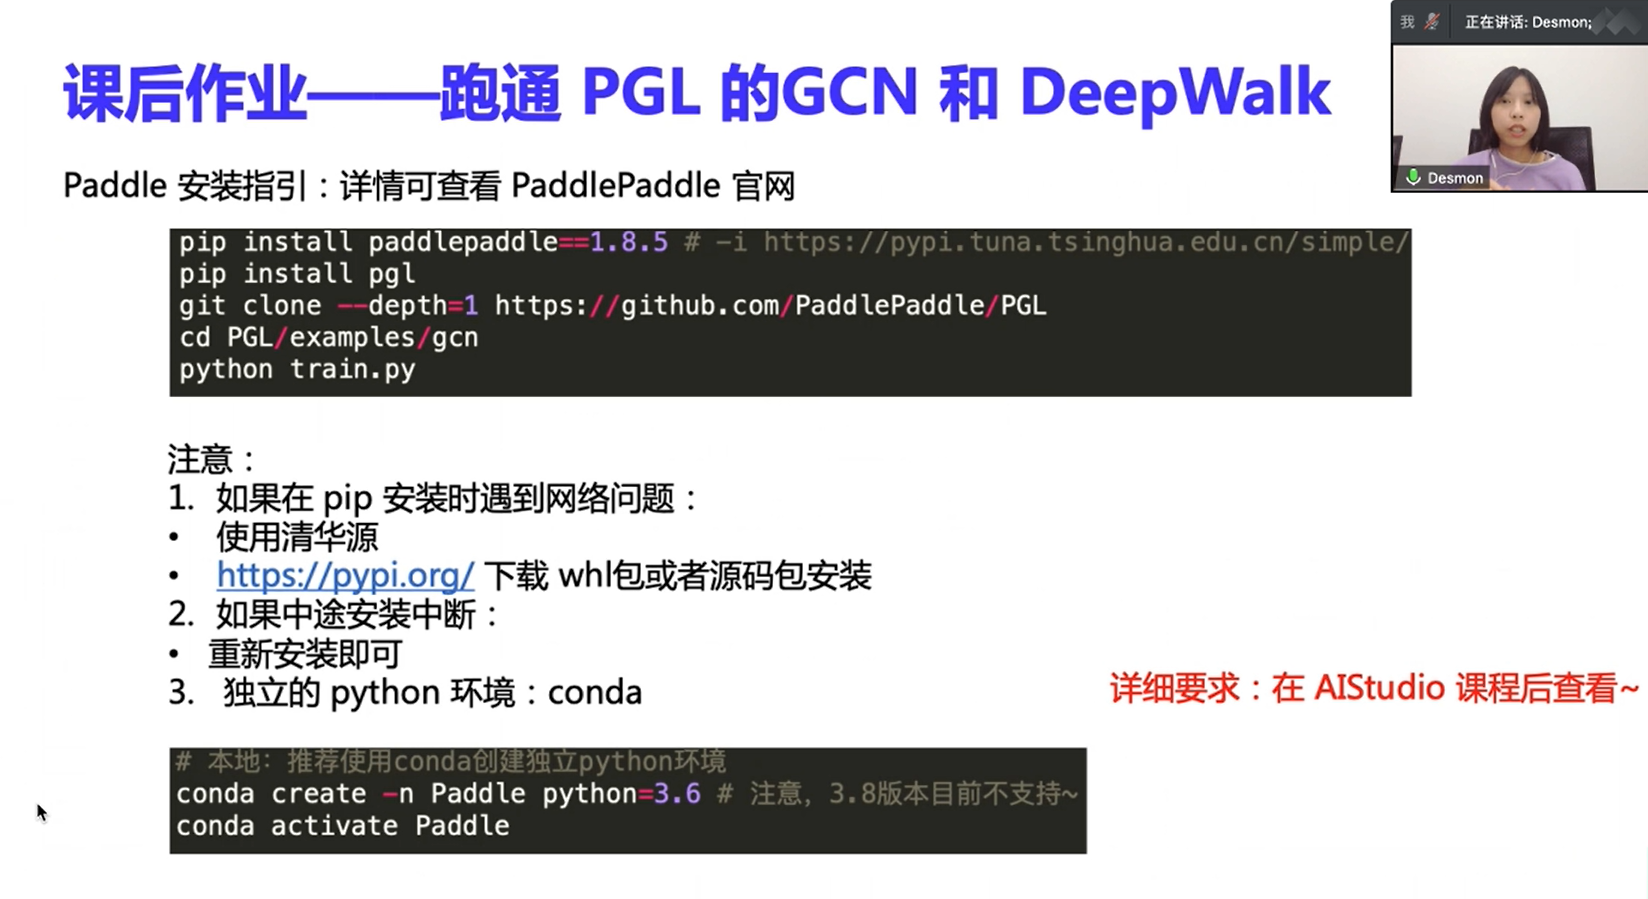 我 正在讲话: Desmon;
课后作业——跑通 PGL 的GCN 和 DeepWalk
Desmon
Paddle 安装指引：详情可查看 PaddlePaddle 官网
pip install paddlepaddle==1.8.5 # -i https://pypi.tuna.tsinghua.edu.cn/simple/
pip install pgl
git clone --depth=1 https://github.com/PaddlePaddle/PGL
cd PGL/examples/gcn
python train.py
注意：
1. 如果在 pip 安装时遇到网络问题：
• 使用清华源
• https://pypi.org/ 下载 whl包或者源码包安装
2. 如果中途安装中断：
• 重新安装即可
3. 独立的 python 环境：conda
详细要求：在 AIStudio 课程后查看~
# 本地：推荐使用conda创建独立python环境
conda create -n Paddle python=3.6 # 注意，3.8版本目前不支持~
conda activate Paddle